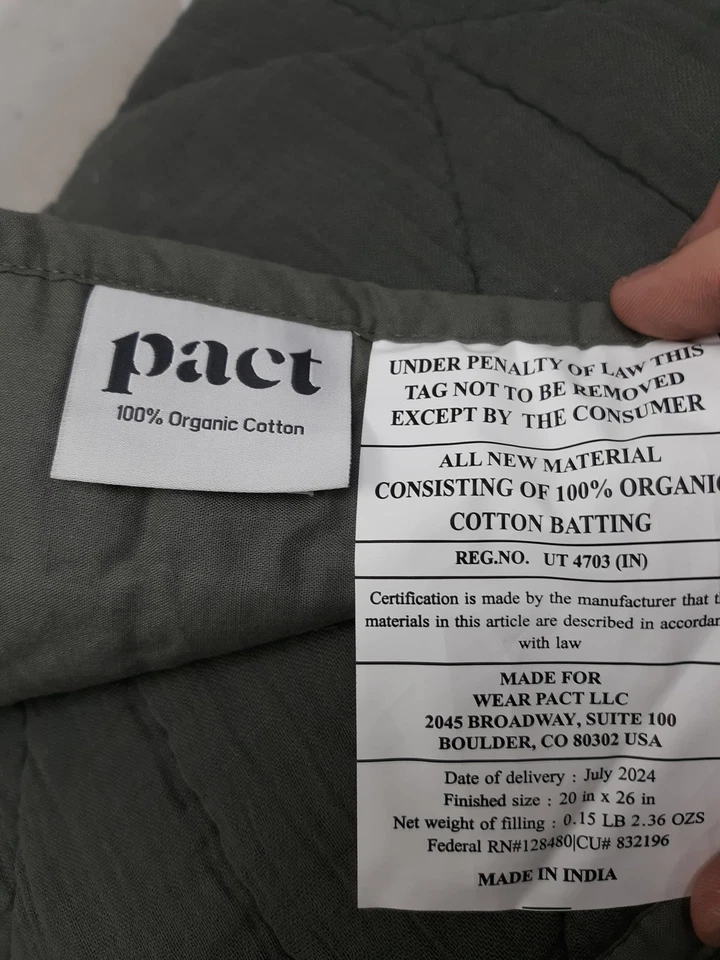 pact
100% Organic Cotton
UNDER PENALTY OF LAW THIS
TAG NOT TO BE REMOVED
EXCEPT BY THE CONSUMER
ALL NEW MATERIAL
CONSISTING OF 100% ORGANIC
COTTON BATTING
REG.NO. UT 4703 (IN)
Certification is made by the manufacturer that
materials in this article are described in
with law
MADE FOR
WEAR PACT LLC
2045 BROADWAY, SUITE 100
BOULDER, CO 80302 USA
Date of delivery : July 2024
Finished size : 20 in x 26 in
Net weight of filling : 0.15 LB 2.36 OZS
Federal RN#128480|CU# 832196
MADE IN INDIA